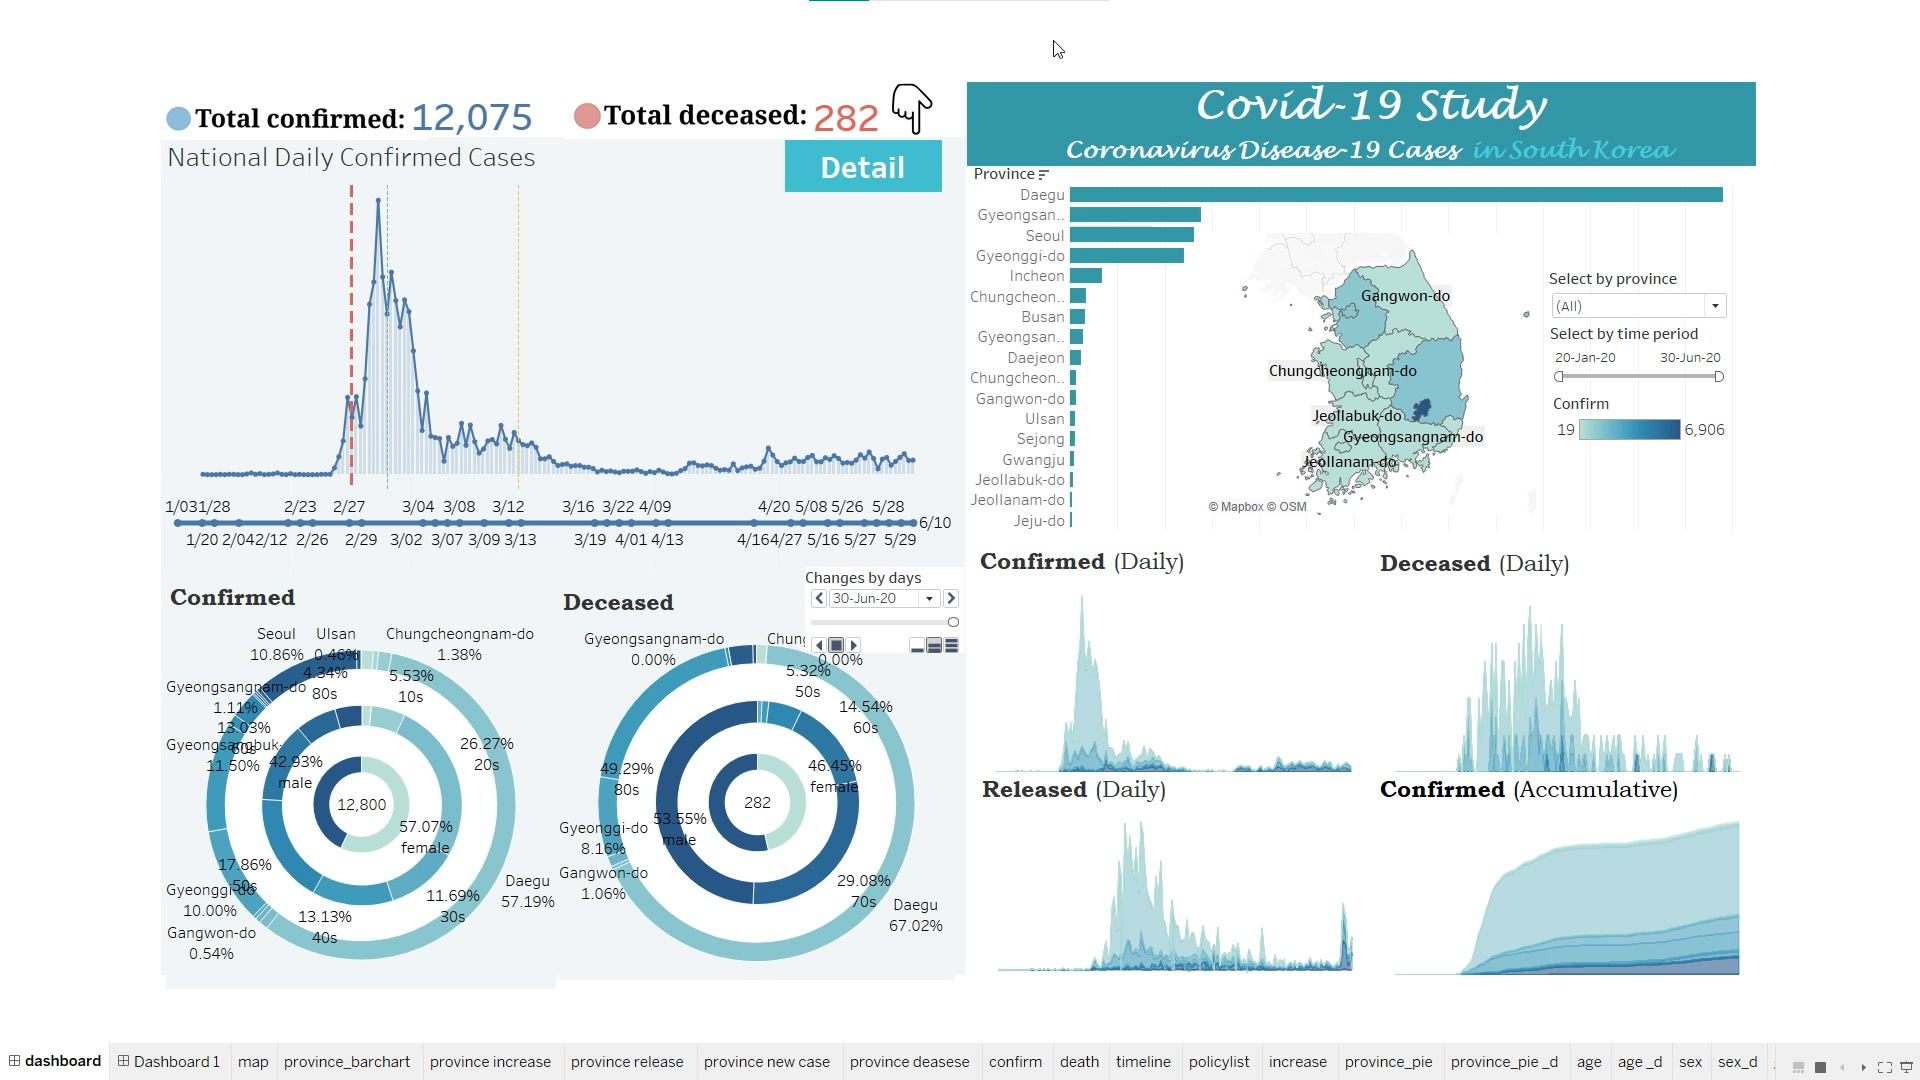 Total confirmed: 12,075
Total deceased: 282
National Daily Confirmed Cases
Detail
1/03 1/28 2/23 2/27 3/04 3/08 3/12 3/16 3/22 4/09 4/20 5/08 5/26 5/28
6/10
1/20 2/04 2/12 2/26 2/29 3/02 3/07 3/09 3/13 3/19 4/01 4/13 4/16 4/27 5/16 5/27 5/29
Covid-19 Study
Coronavirus Disease-19 Cases in South Korea
Province
Daegu
Gyeongsan..
Seoul
Gyeonggi-do
Incheon
Chungcheon..
Busan
Gyeongsan..
Daejeon
Chungcheon..
Gangwon-do
Ulsan
Sejong
Gwangju
Jeollabuk-do
Jeollanam-do
Jeju-do
Gangwon-do
Chungcheongnam-do
Jeollabuk-do
Gyeongsangnam-do
Jeollanam-do
© Mapbox © OSM
Select by province
(All)
Select by time period
20-Jan-20 30-Jun-20
Confirm
19 6,906
Confirmed
Seoul
10.86%
Ulsan
0.46%
Chungcheongnam-do
1.38%
4.34%
80s
5.53%
10s
Gyeongsangnam-do
1.11%
13.03%
60s
Gyeongsangbuk-
11.50%
42.93%
male
26.27%
20s
12,800
57.07%
female
17.86%
50s
Gyeonggi-do
10.00%
Gangwon-do
0.54%
13.13%
40s
11.69%
30s
Daegu
57.19%
Deceased
Changes by days
30-Jun-20
Gyeongsangnam-do
0.00%
Chung
0.00%
5.32%
50s
14.54%
60s
49.29%
80s
46.45%
female
282
53.55%
male
Gyeonggi-do
8.16%
Gangwon-do
1.06%
29.08%
70s
Daegu
67.02%
Confirmed (Daily)
Deceased (Daily)
Released (Daily)
Confirmed (Accumulative)
dashboard Dashboard 1 map province_barchart province increase province release province new case province deasese confirm death timeline policylist increase province_pie province_pie _d age age _d sex sex_d